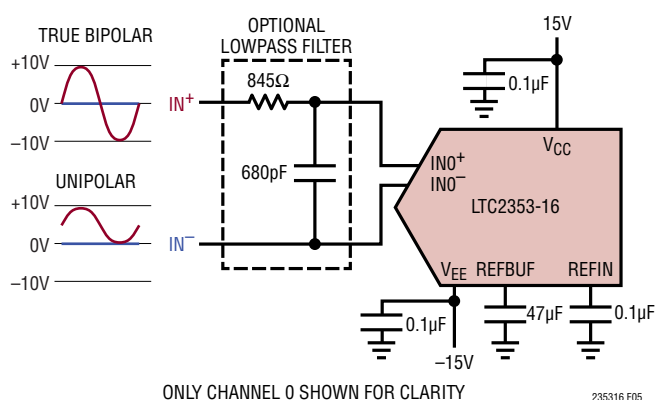 TRUE BIPOLAR
+10V
0V
–10V
UNIPOLAR
+10V
0V
–10V
IN+
IN–
OPTIONAL
LOWPASS FILTER
845Ω
680pF
15V
0.1µF
VCC
IN0+
IN0–
LTC2353-16
VEE REFBUF REFIN
0.1µF
47µF
0.1µF
–15V
ONLY CHANNEL 0 SHOWN FOR CLARITY
235316 F05